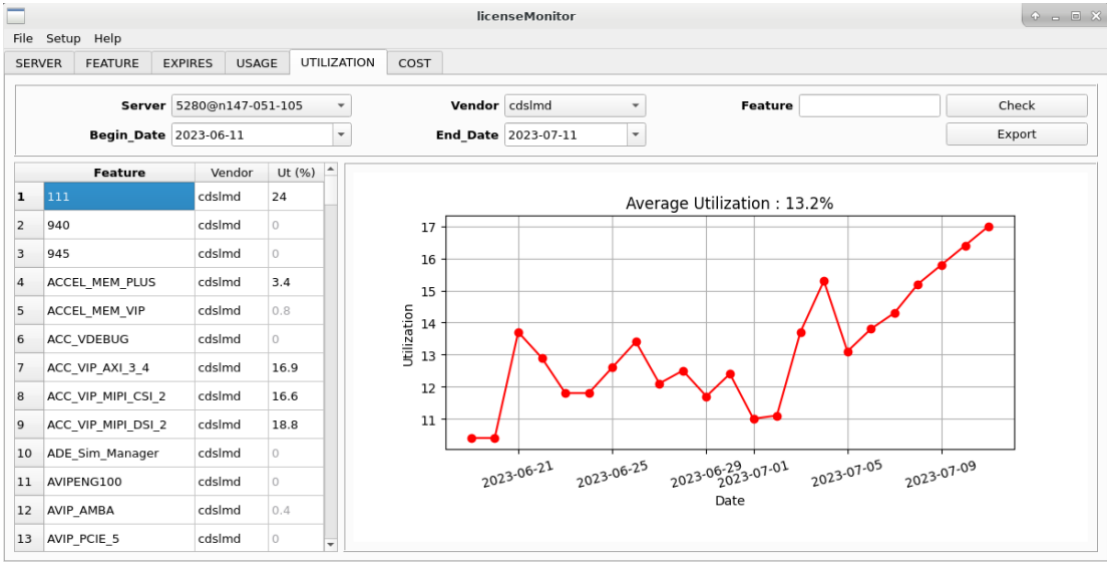 licenseMonitor
File Setup Help
SERVER FEATURE EXPIRES USAGE UTILIZATION COST
Server 5280@n147-051-105 Vendor cdslmd Feature Check
Begin_Date 2023-06-11 End_Date 2023-07-11 Export
Feature Vendor Ut (%)
1 111 cdslmd 24
2 940 cdslmd 0
3 945 cdslmd 0
4 ACCEL_MEM_PLUS cdslmd 3.4
5 ACCEL_MEM_VIP cdslmd 0.8
6 ACC_VDEBUG cdslmd 0
7 ACC_VIP_AXI_3_4 cdslmd 16.9
8 ACC_VIP_MIPI_CSI_2 cdslmd 16.6
9 ACC_VIP_MIPI_DSI_2 cdslmd 18.8
10 ADE_Sim_Manager cdslmd 0
11 AVIPENG100 cdslmd 0
12 AVIP_AMBA cdslmd 0.4
13 AVIP_PCIE_5 cdslmd 0
Average Utilization : 13.2%
Utilization
17
16
15
14
13
12
11
2023-06-21 2023-06-25 2023-06-29 2023-07-01 2023-07-05 2023-07-09
Date